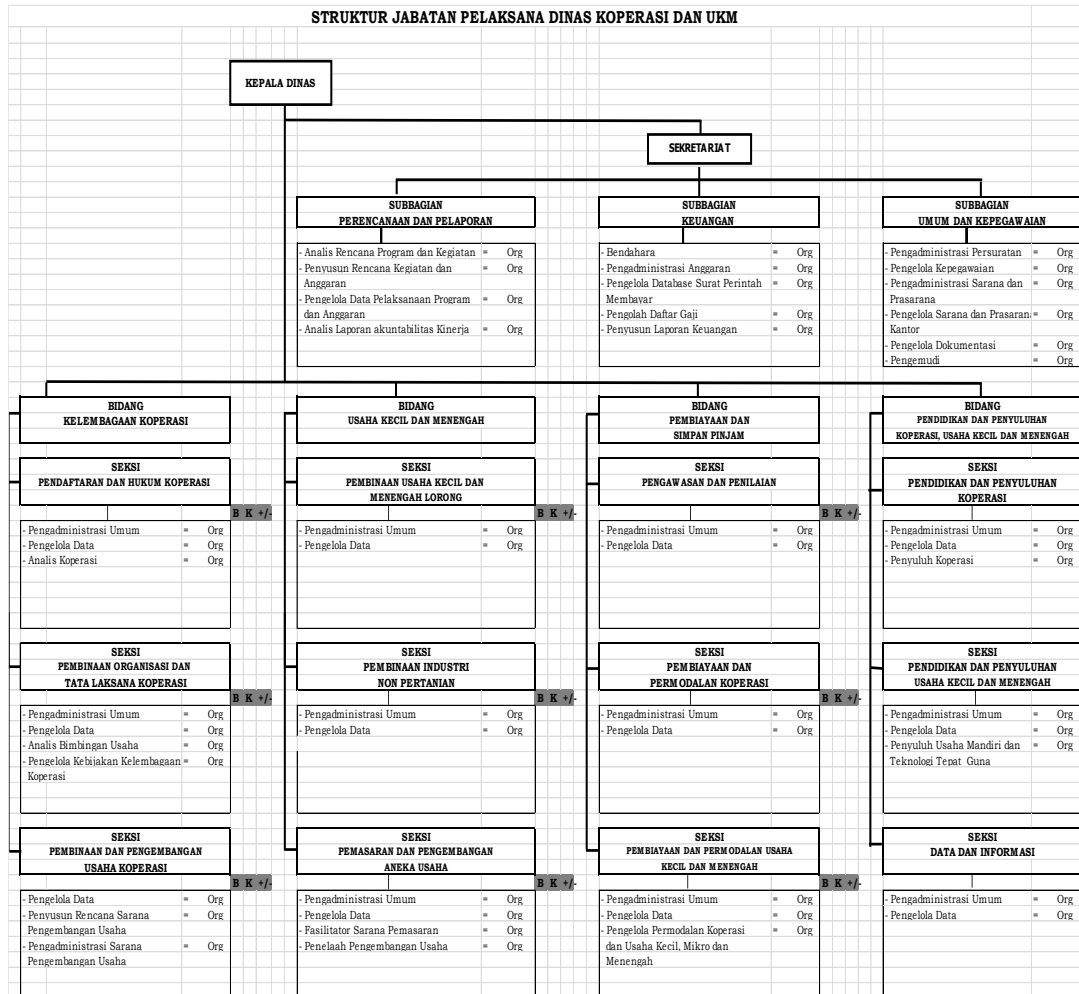 STRUKTUR JABATAN PELAKSANA DINAS KOPERASI DAN UKM
KEPALA DINAS
SEKRETARIAT
SUBBAGIAN
PERENCANAAN DAN PELAPORAN
- Analis Rencana Program dan Kegiatan = Org
- Penyusun Rencana Kegiatan dan = Org
Anggaran
- Pengelola Data Pelaksanaan Program = Org
dan Anggaran
- Analis Laporan akuntabilitas Kinerja = Org
SUBBAGIAN
KEUANGAN
- Bendahara = Org
- Pengadministrasi Anggaran = Org
- Pengelola Database Surat Perintah = Org
Membayar
- Pengolah Daftar Gaji = Org
- Penyusun Laporan Keuangan = Org
SUBBAGIAN
UMUM DAN KEPEGAWAIAN
- Pengadministrasi Persuratan = Org
- Pengelola Kepegawaian = Org
- Pengadministrasi Sarana dan = Org
Prasarana
- Pengelola Sarana dan Prasarana = Org
Kantor
- Pengelola Dokumentasi = Org
- Pengemudi = Org
BIDANG
KELEMBAGAAN KOPERASI
SEKSI
PENDAFTARAN DAN HUKUM KOPERASI
B K +/-
- Pengadministrasi Umum = Org
- Pengelola Data = Org
- Analis Koperasi = Org
SEKSI
PEMBINAAN ORGANISASI DAN
TATA LAKSANA KOPERASI
B K +/-
- Pengadministrasi Umum = Org
- Pengelola Data = Org
- Analis Bimbingan Usaha = Org
- Pengelola Kebijakan Kelembagaan = Org
Koperasi
SEKSI
PEMBINAAN DAN PENGEMBANGAN
USAHA KOPERASI
B K +/-
- Pengelola Data = Org
- Penyusun Rencana Sarana = Org
Pengembangan Usaha
- Pengadministrasi Sarana = Org
Pengembangan Usaha
BIDANG
USAHA KECIL DAN MENENGAH
SEKSI
PEMBINAAN USAHA KECIL DAN
MENENGAH LORONG
B K +/-
- Pengadministrasi Umum = Org
- Pengelola Data = Org
SEKSI
PEMBINAAN INDUSTRI
NON PERTANIAN
B K +/-
- Pengadministrasi Umum = Org
- Pengelola Data = Org
SEKSI
PEMASARAN DAN PENGEMBANGAN
ANEKA USAHA
B K +/-
- Pengadministrasi Umum = Org
- Pengelola Data = Org
- Fasilitator Sarana Pemasaran = Org
- Penelaah Pengembangan Usaha = Org
BIDANG
PEMBIAYAAN DAN
SIMPAN PINJAM
SEKSI
PENGAWASAN DAN PENILAIAN
B K +/-
- Pengadministrasi Umum = Org
- Pengelola Data = Org
SEKSI
PEMBIAYAAN DAN
PERMODALAN KOPERASI
B K +/-
- Pengadministrasi Umum = Org
- Pengelola Data = Org
SEKSI
PEMBIAYAAN DAN PERMODALAN USAHA
KECIL DAN MENENGAH
B K +/-
- Pengadministrasi Umum = Org
- Pengelola Data = Org
- Pengelola Permodalan Koperasi = Org
dan Usaha Kecil, Mikro dan
Menengah
BIDANG
PENDIDIKAN DAN PENYULUHAN
KOPERASI, USAHA KECIL DAN MENENGAH
SEKSI
PENDIDIKAN DAN PENYULUHAN
KOPERASI
- Pengadministrasi Umum = Org
- Pengelola Data = Org
- Penyuluh Koperasi = Org
SEKSI
PENDIDIKAN DAN PENYULUHAN
USAHA KECIL DAN MENENGAH
- Pengadministrasi Umum = Org
- Pengelola Data = Org
- Penyuluh Usaha Mandiri dan = Org
Teknologi Tepat Guna
SEKSI
DATA DAN INFORMASI
- Pengadministrasi Umum = Org
- Pengelola Data = Org